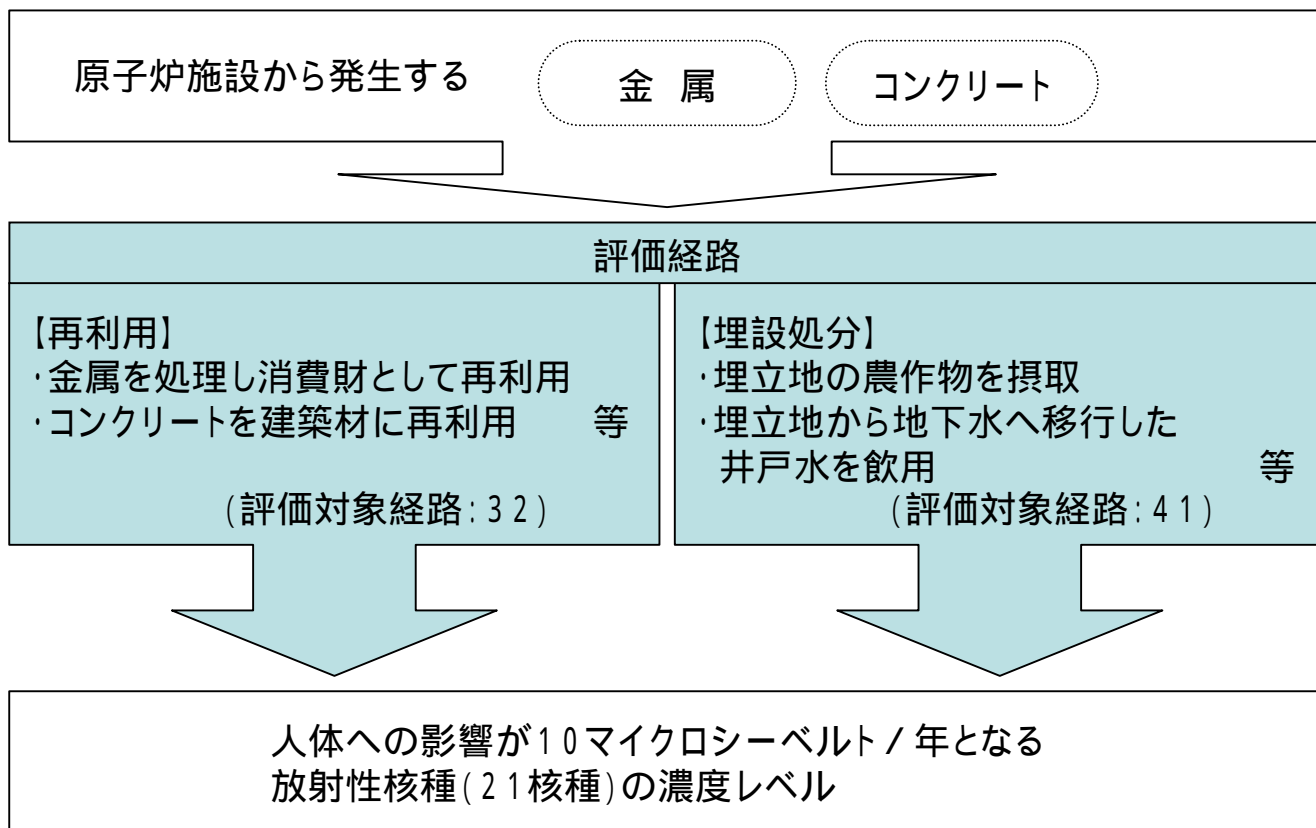 原子炉施設から発生する 金 属 コンクリート
評価経路
【再利用】
・金属を処理し消費財として再利用
・コンクリートを建築材に再利用 等
(評価対象経路:32)
【埋設処分】
・埋立地の農作物を摂取
・埋立地から地下水へ移行した
井戸水を飲用 等
(評価対象経路:41)
人体への影響が10マイクロシーベルト/年となる
放射性核種(21核種)の濃度レベル